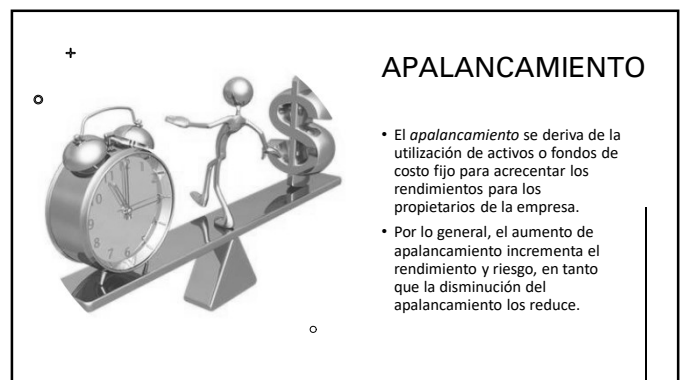 APALANCAMIENTO
• El apalancamiento se deriva de la
utilización de activos o fondos de
costo fijo para acrecentar los
rendimientos para los
propietarios de la empresa.
• Por lo general, el aumento de
apalancamiento incrementa el
rendimiento y riesgo, en tanto
que la disminución del
apalancamiento los reduce.